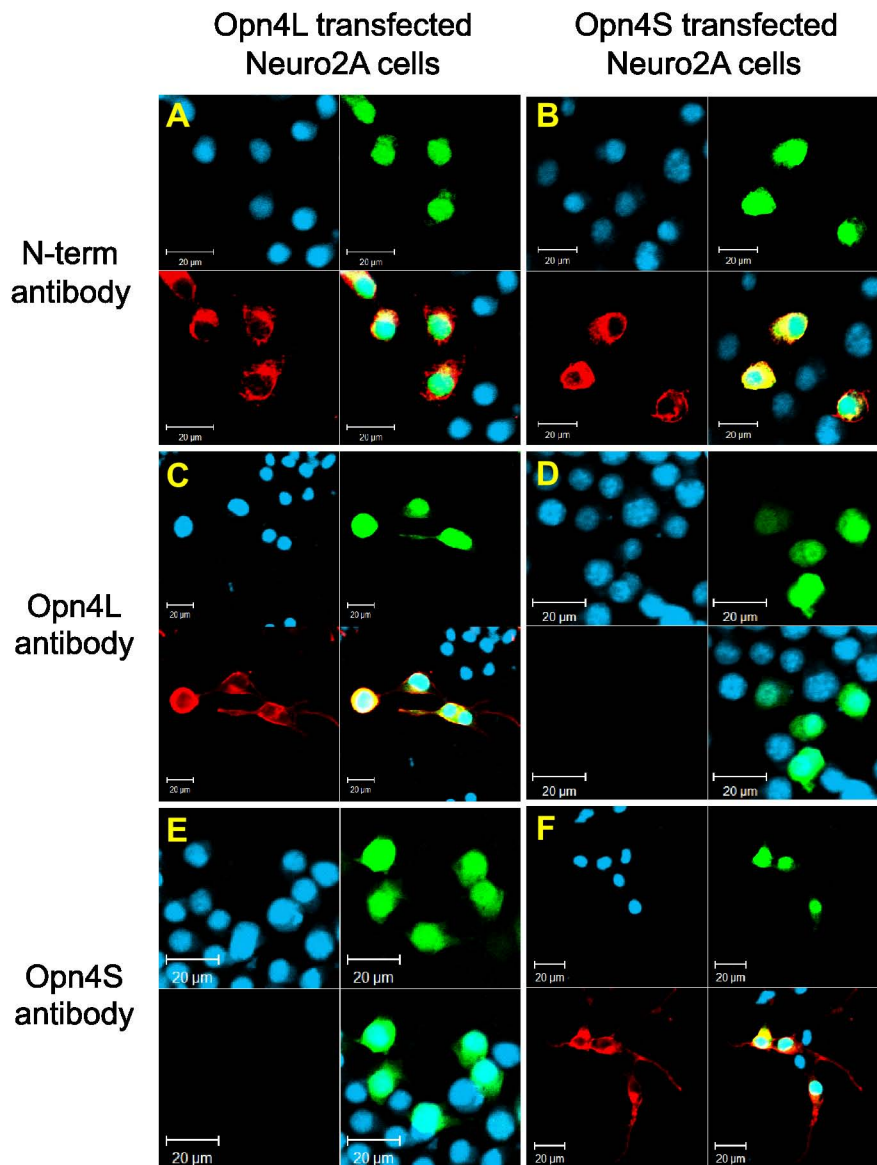 Opn4L transfected
Neuro2A cells
Opn4S transfected
Neuro2A cells
N-term
antibody
A
20 µm
20 µm
20 µm
20 µm
B
20 µm
20 µm
20 µm
20 µm
Opn4L
antibody
C
20 µm
20 µm
20 µm
20 µm
D
20 µm
20 µm
20 µm
20 µm
Opn4S
antibody
E
20 µm
20 µm
20 µm
20 µm
F
20 µm
20 µm
20 µm
20 µm